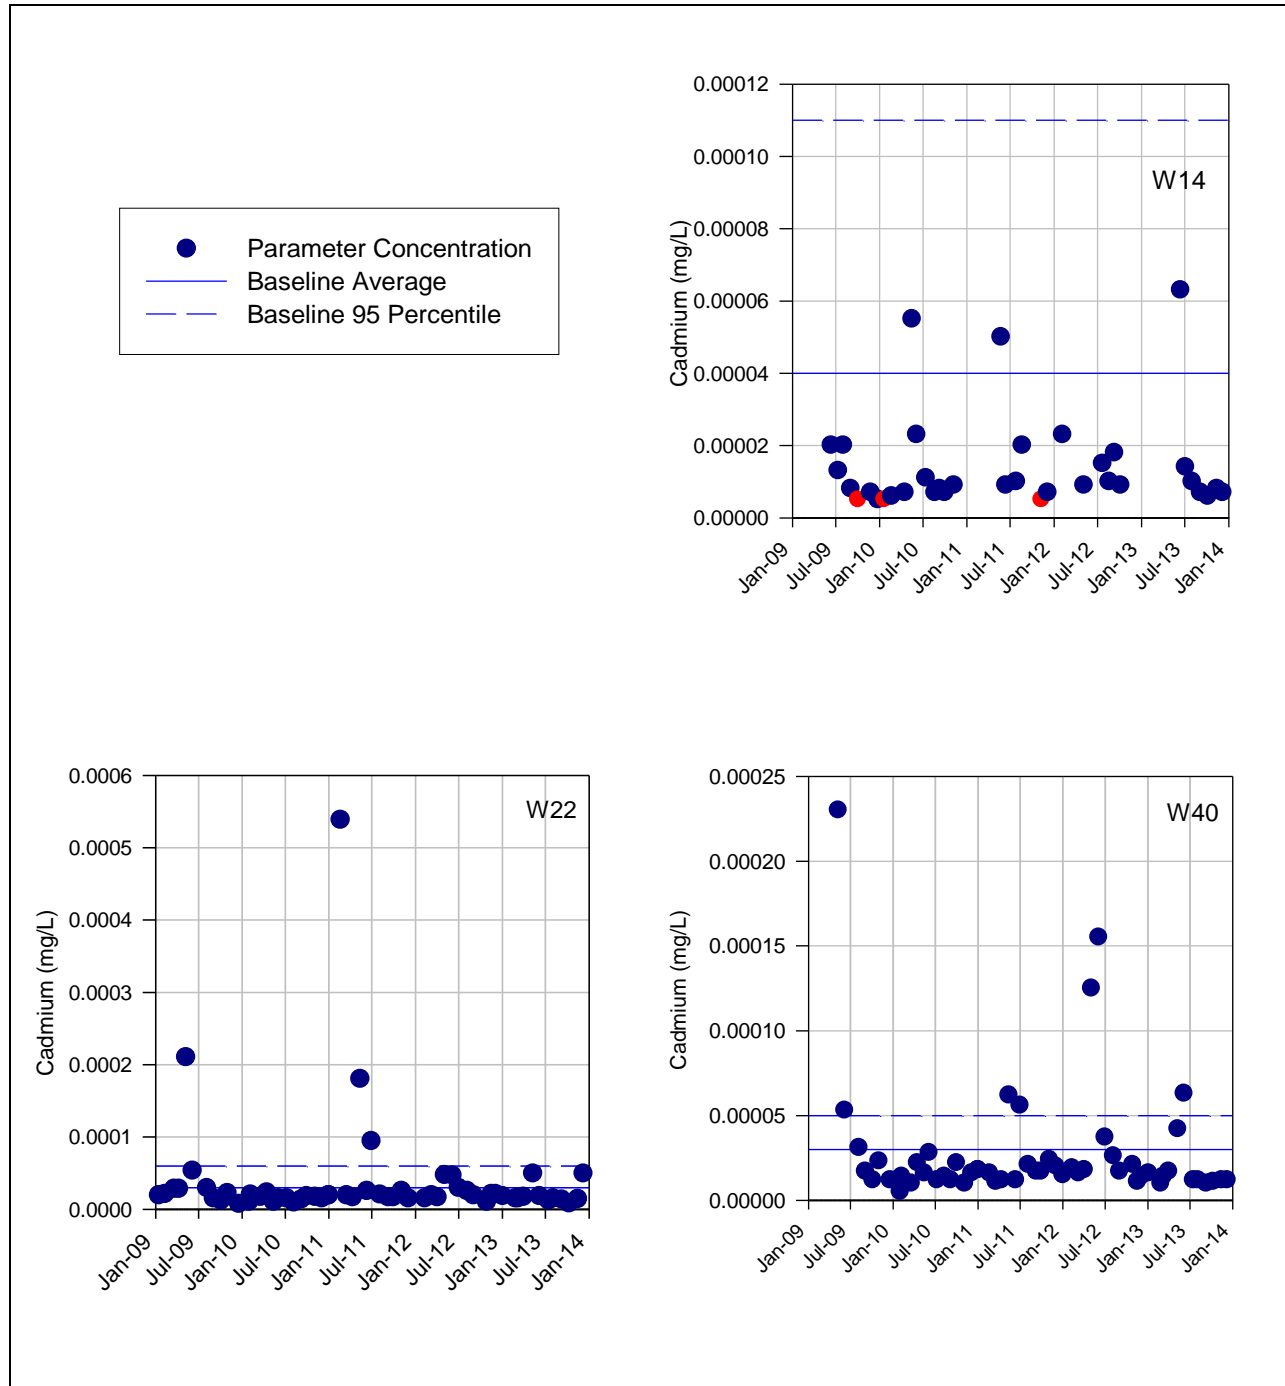 Parameter Concentration
Baseline Average
Baseline 95 Percentile
W14
Cadmium (mg/L)
0.00012
0.00010
0.00008
0.00006
0.00004
0.00002
0.00000
Jan-09
Jul-09
Jan-10
Jul-10
Jan-11
Jul-11
Jan-12
Jul-12
Jan-13
Jul-13
Jan-14
W22
Cadmium (mg/L)
0.0006
0.0005
0.0004
0.0003
0.0002
0.0001
0.0000
Jan-09
Jul-09
Jan-10
Jul-10
Jan-11
Jul-11
Jan-12
Jul-12
Jan-13
Jul-13
Jan-14
W40
Cadmium (mg/L)
0.00025
0.00020
0.00015
0.00010
0.00005
0.00000
Jan-09
Jul-09
Jan-10
Jul-10
Jan-11
Jul-11
Jan-12
Jul-12
Jan-13
Jul-13
Jan-14